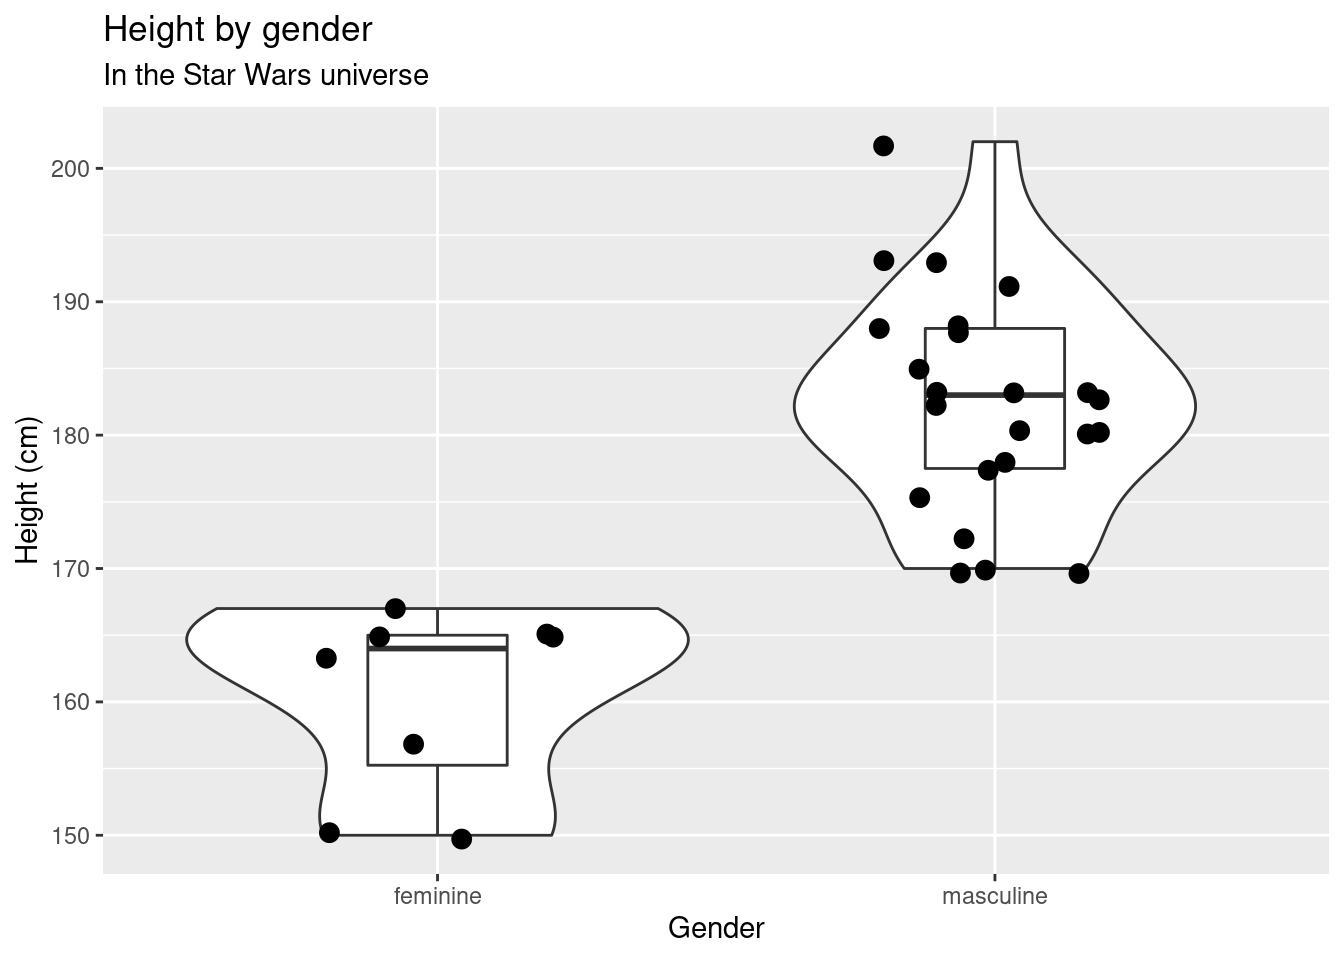 Height by gender
In the Star Wars universe
200
190
180
170
160
150
Height (cm)
feminine
masculine
Gender